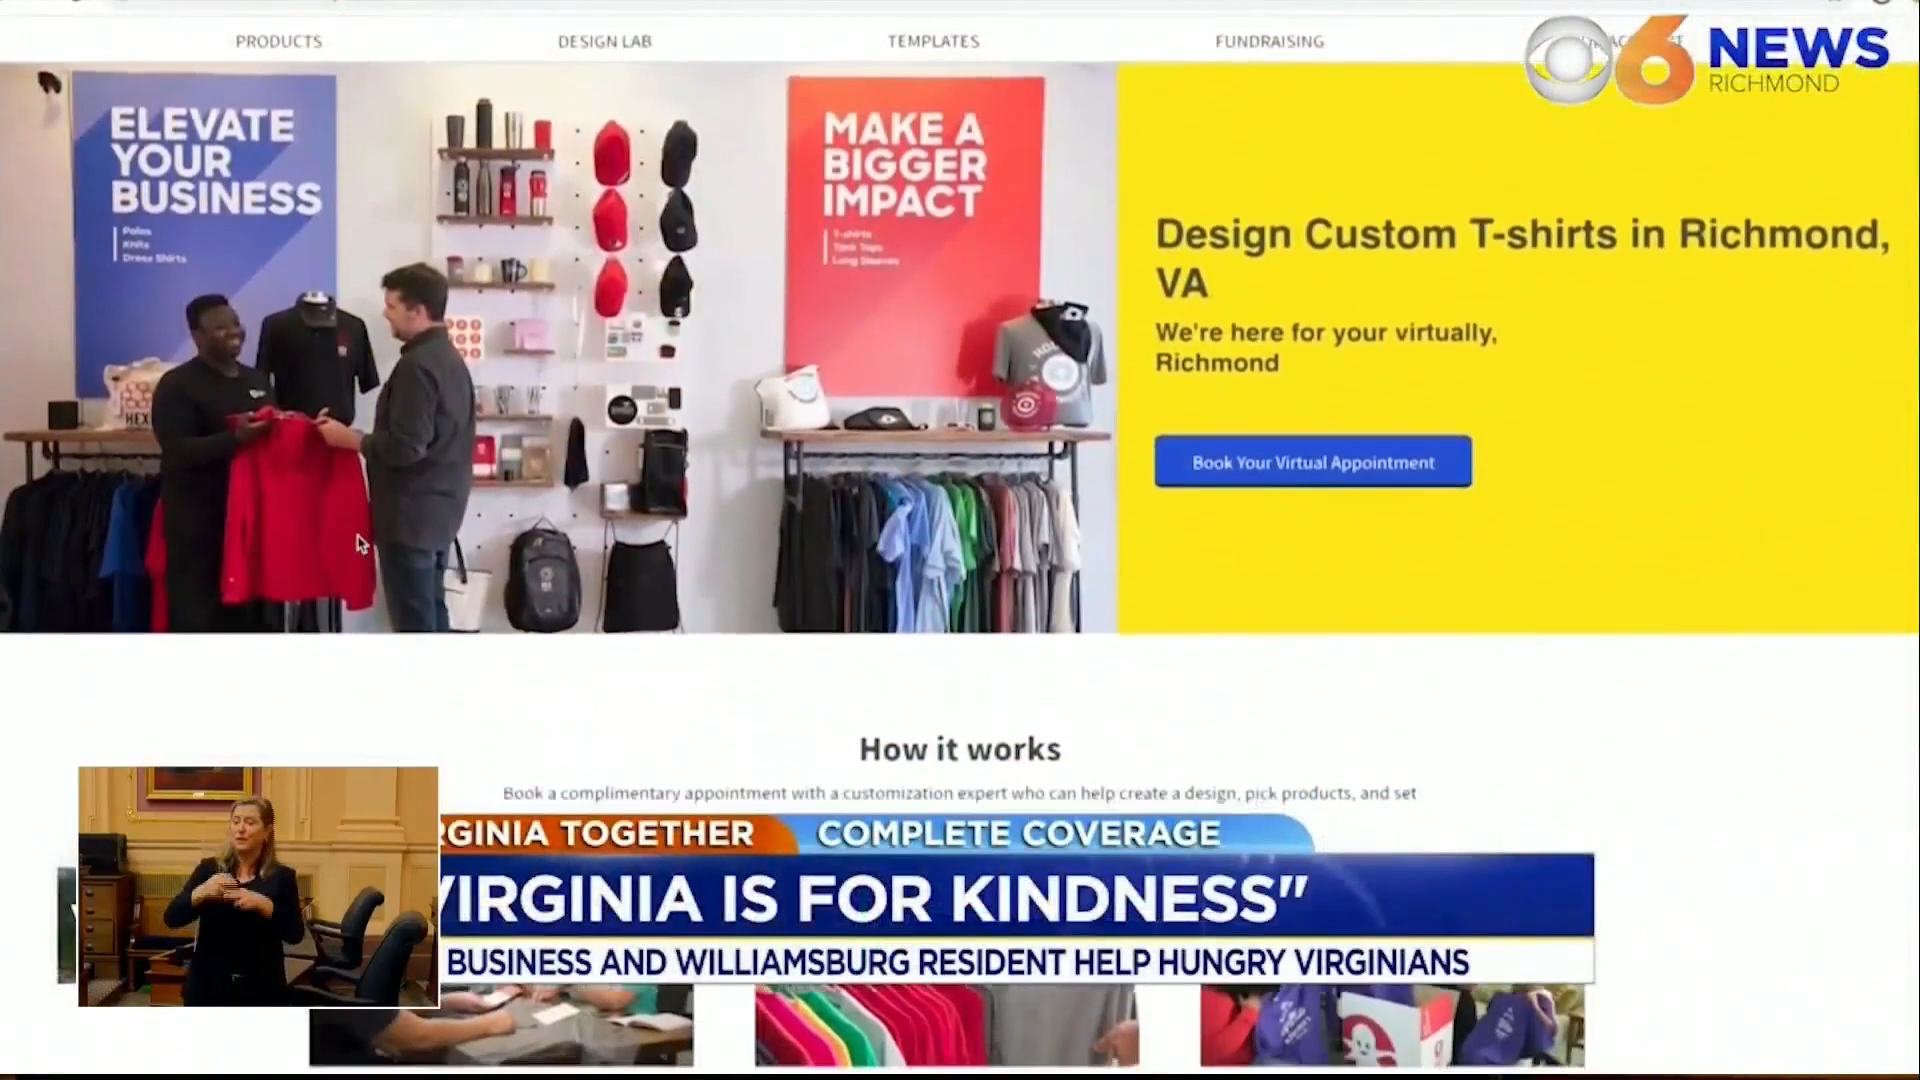 PRODUCTS
DESIGN LAB
TEMPLATES
FUNDRAISING
6 NEWS
RICHMOND
ELEVATE
YOUR
BUSINESS
Polos
Knits
Dress Shirts
MAKE A
BIGGER
IMPACT
T-shirts
Tank Tops
Long Sleeves
HEX
Design Custom T-shirts in Richmond,
VA
We're here for your virtually,
Richmond
Book Your Virtual Appointment
How it works
Book a complimentary appointment with a customization expert who can help create a design, pick products, and set
RGINIA TOGETHER
COMPLETE COVERAGE
VIRGINIA IS FOR KINDNESS"
BUSINESS AND WILLIAMSBURG RESIDENT HELP HUNGRY VIRGINIANS